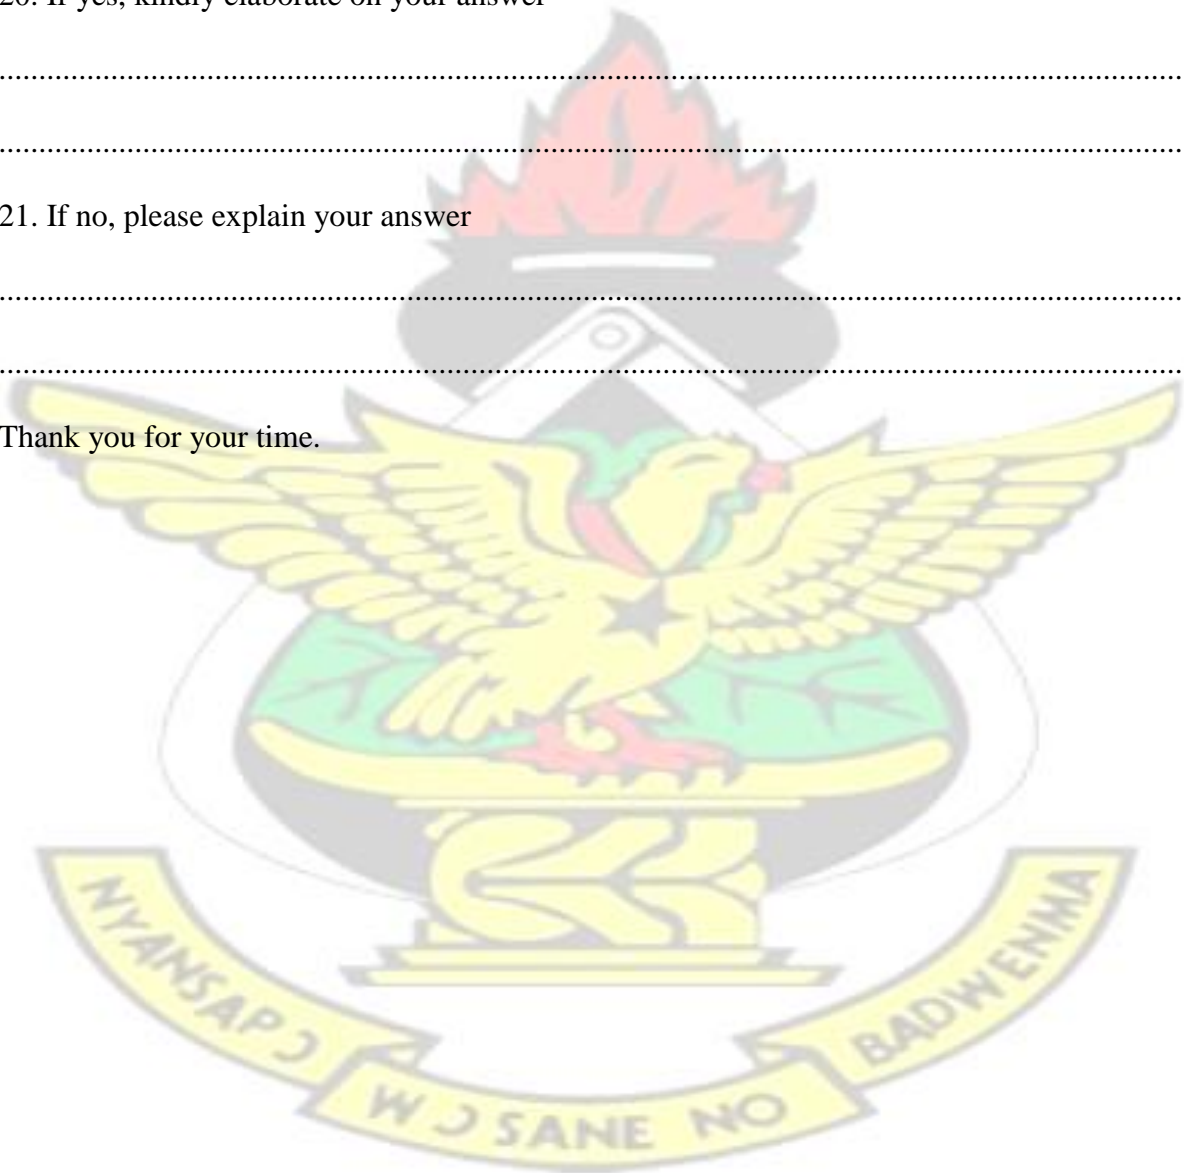 20. If yes, kindly elaborate on your answer
................................................................................................................................................
................................................................................................................................................
21. If no, please explain your answer
................................................................................................................................................
................................................................................................................................................
Thank you for your time.
NYANSAPƆ
WƆSANE NO
BADWENMA